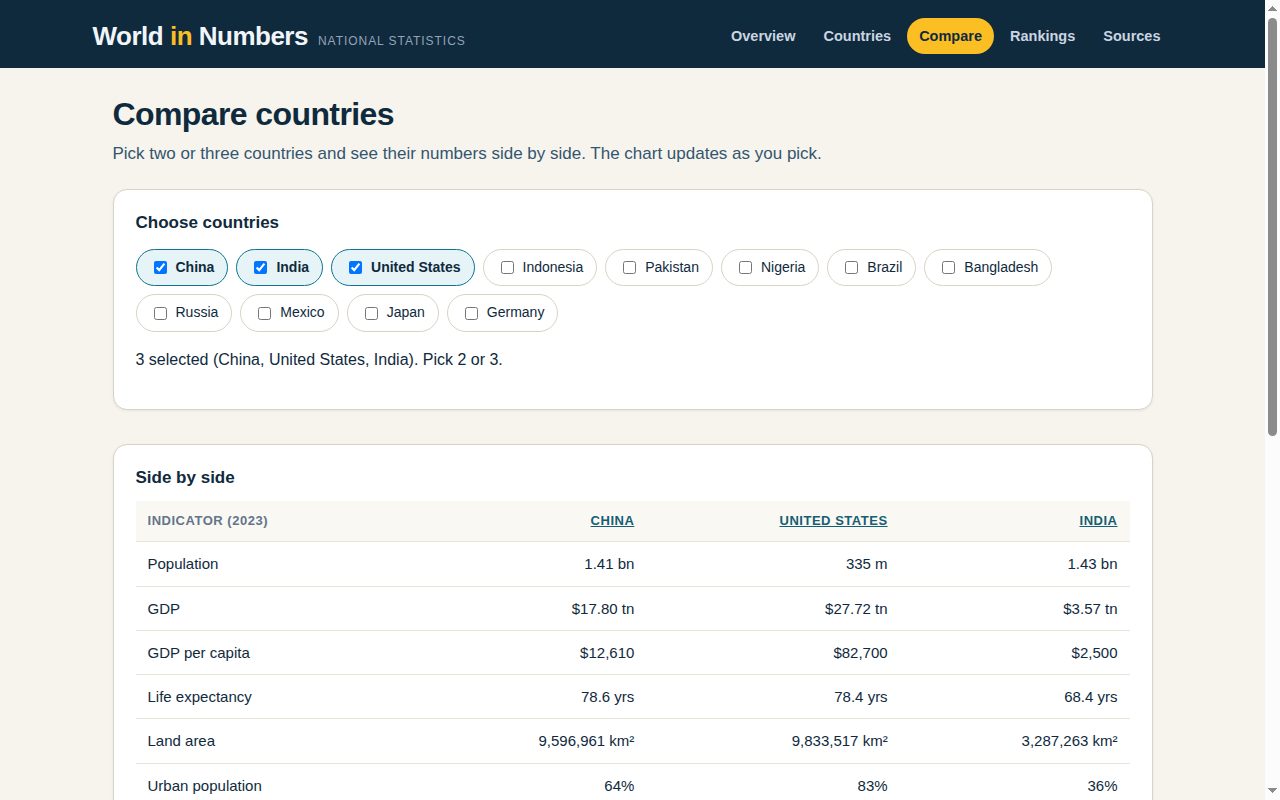 World in Numbers NATIONAL STATISTICS Overview Countries Compare Rankings Sources
Compare countries
Pick two or three countries and see their numbers side by side. The chart updates as you pick.
Choose countries
China India United States Indonesia Pakistan Nigeria Brazil Bangladesh
Russia Mexico Japan Germany
3 selected (China, United States, India). Pick 2 or 3.
Side by side
INDICATOR (2023) CHINA UNITED STATES INDIA
Population 1.41 bn 335 m 1.43 bn
GDP $17.80 tn $27.72 tn $3.57 tn
GDP per capita $12,610 $82,700 $2,500
Life expectancy 78.6 yrs 78.4 yrs 68.4 yrs
Land area 9,596,961 km² 9,833,517 km² 3,287,263 km²
Urban population 64% 83% 36%